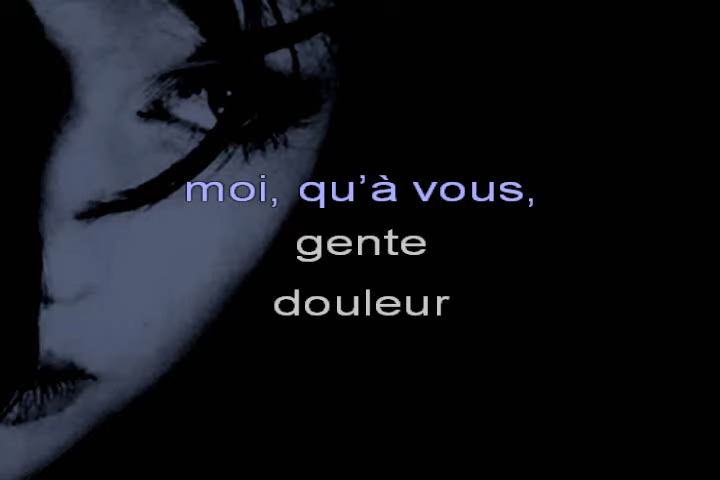 moi, qu’à vous,
gente
douleur